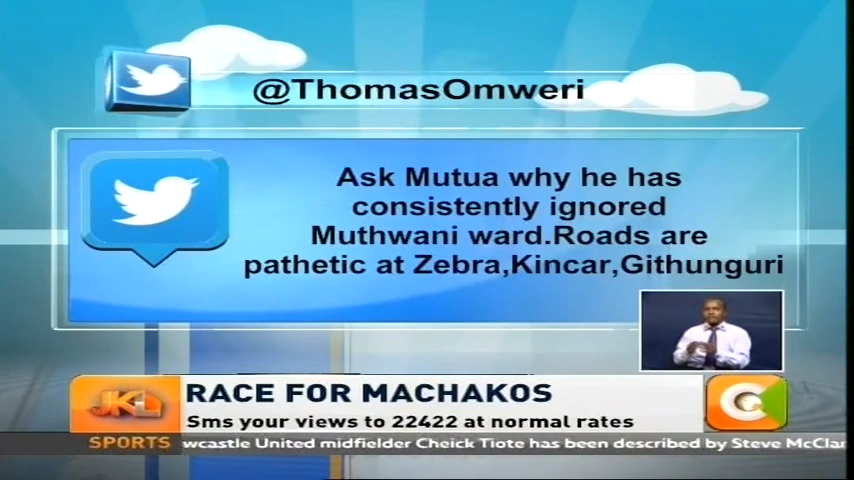 @ThomasOmweri
Ask Mutua why he has
consistently ignored
Muthwani ward.Roads are
pathetic at Zebra,Kincar,Githunguri
JKL
RACE FOR MACHAKOS
Sms your views to 22422 at normal rates
C
SPORTS
wcastle United midfielder Cheick Tiote has been described by Steve McClar